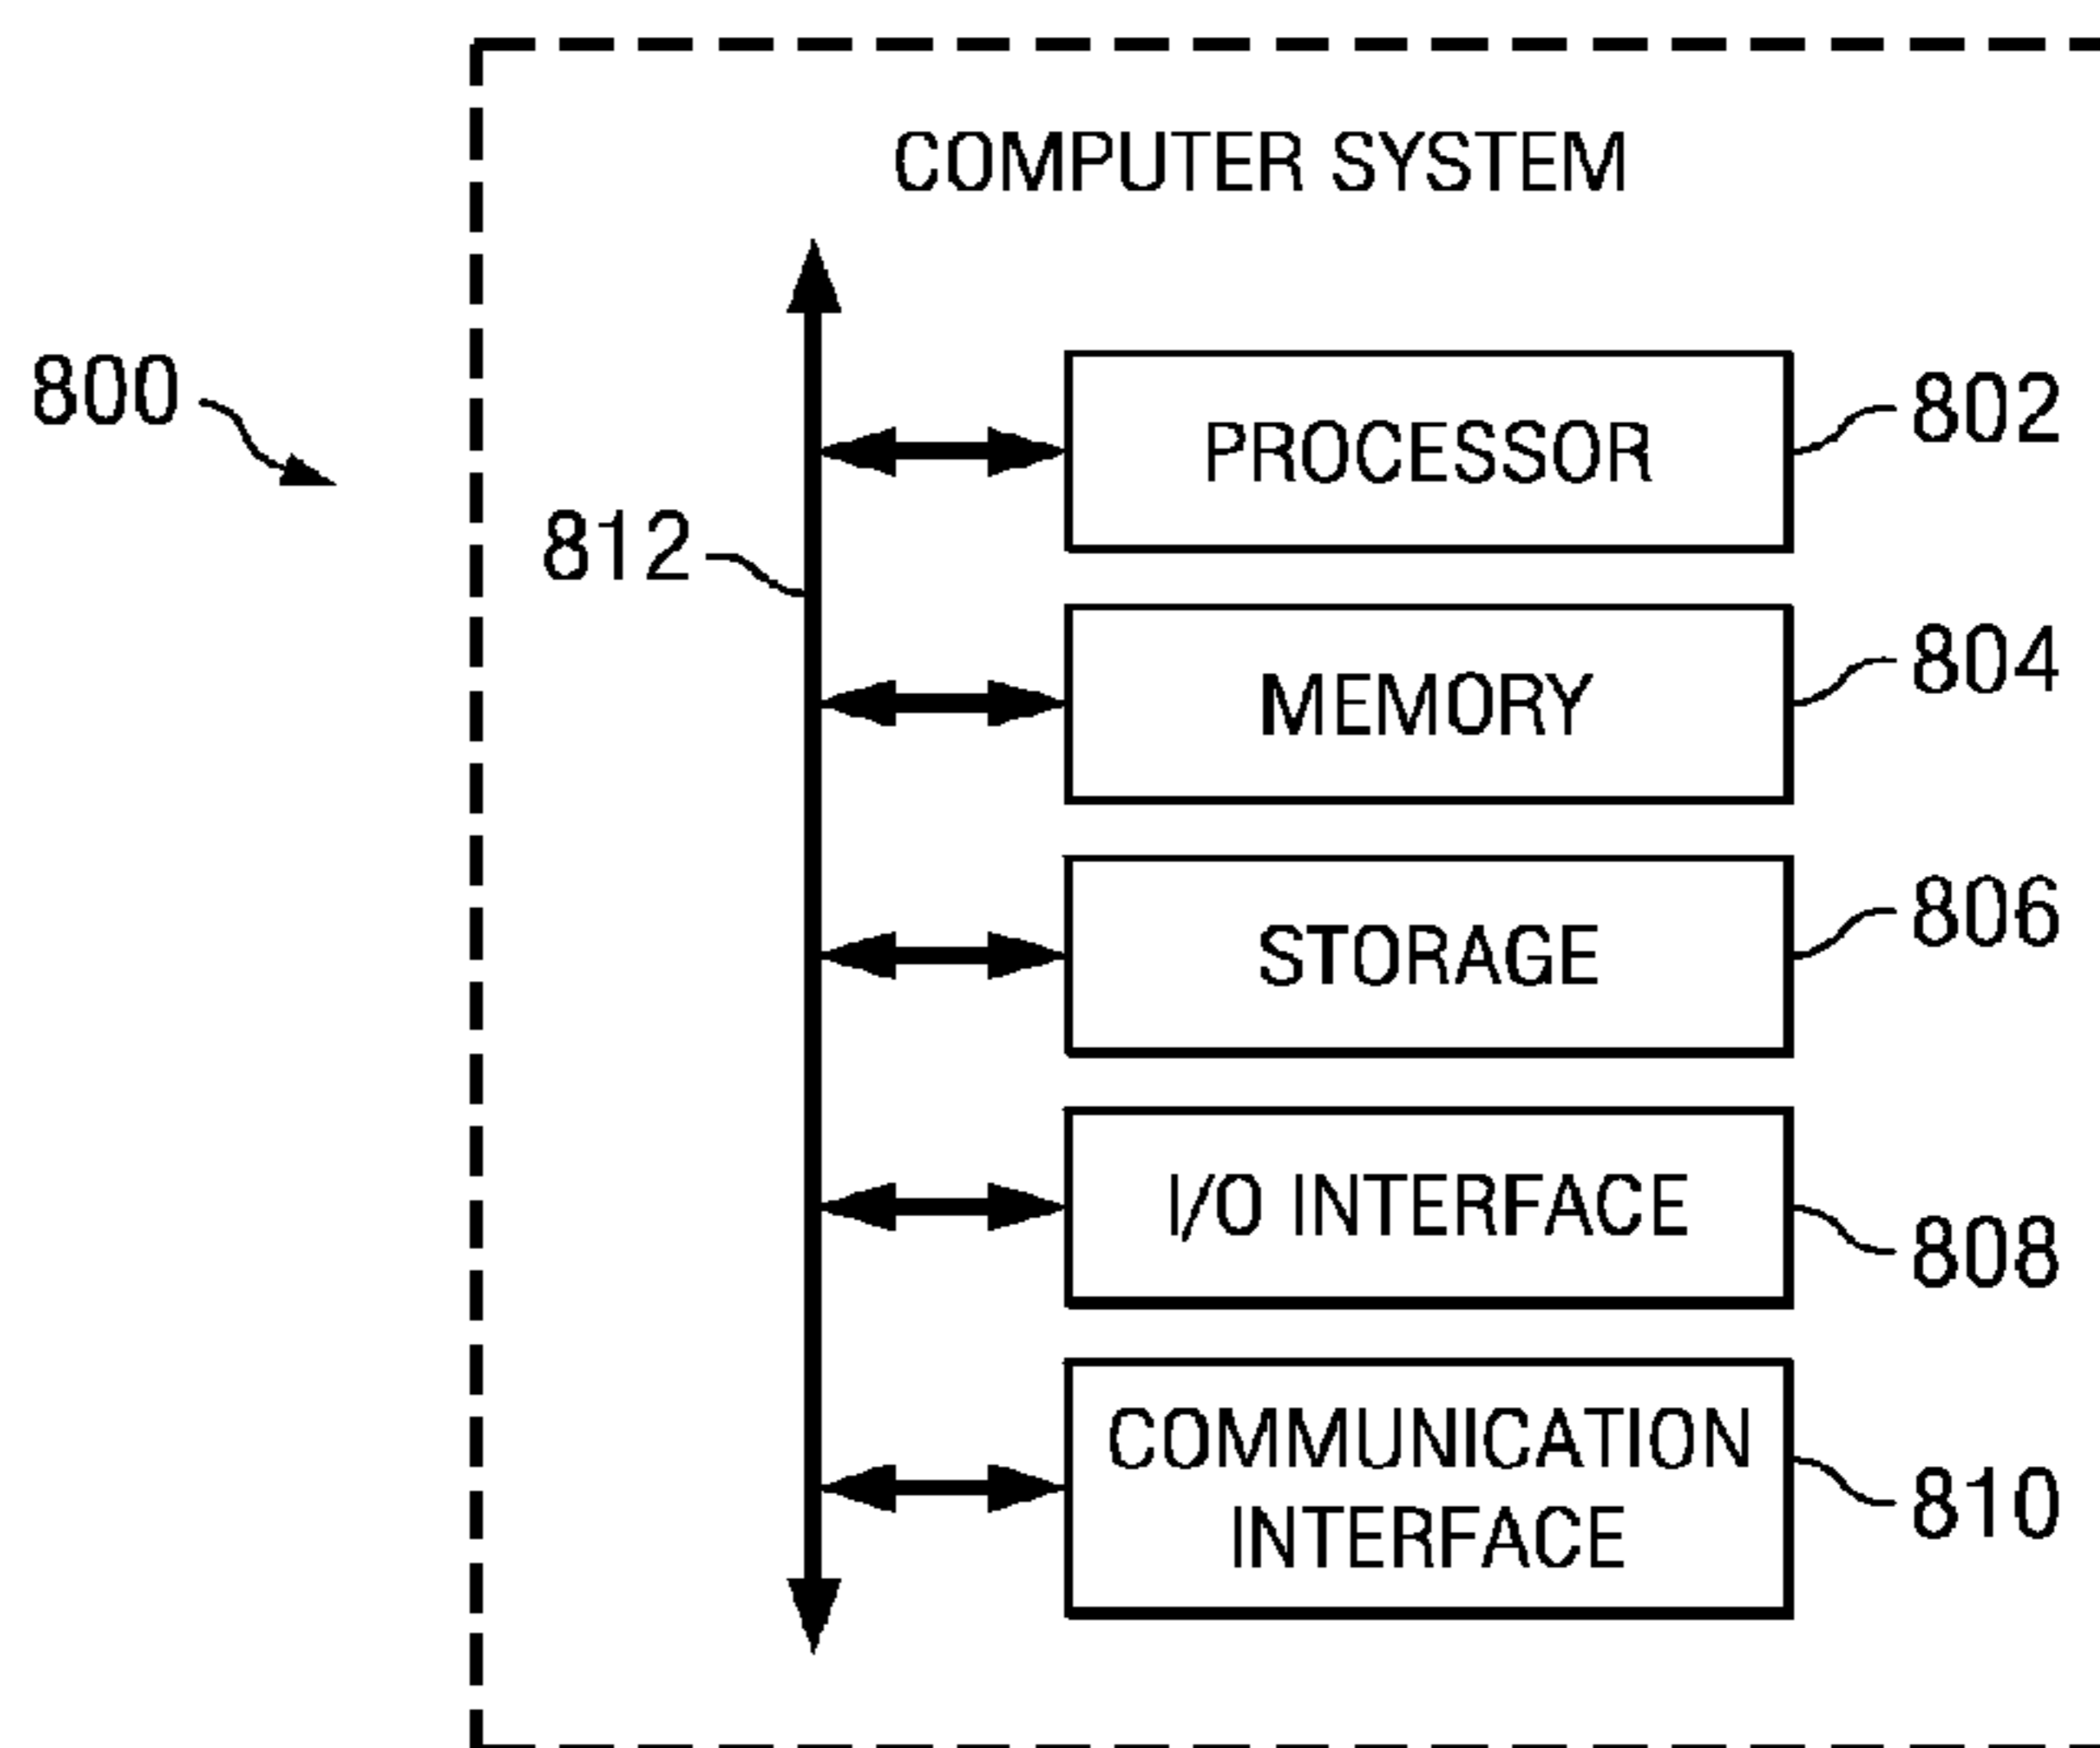 COMPUTER SYSTEM
800
PROCESSOR
802
812
MEMORY
804
STORAGE
806
I/O INTERFACE
808
COMMUNICATION
INTERFACE
810